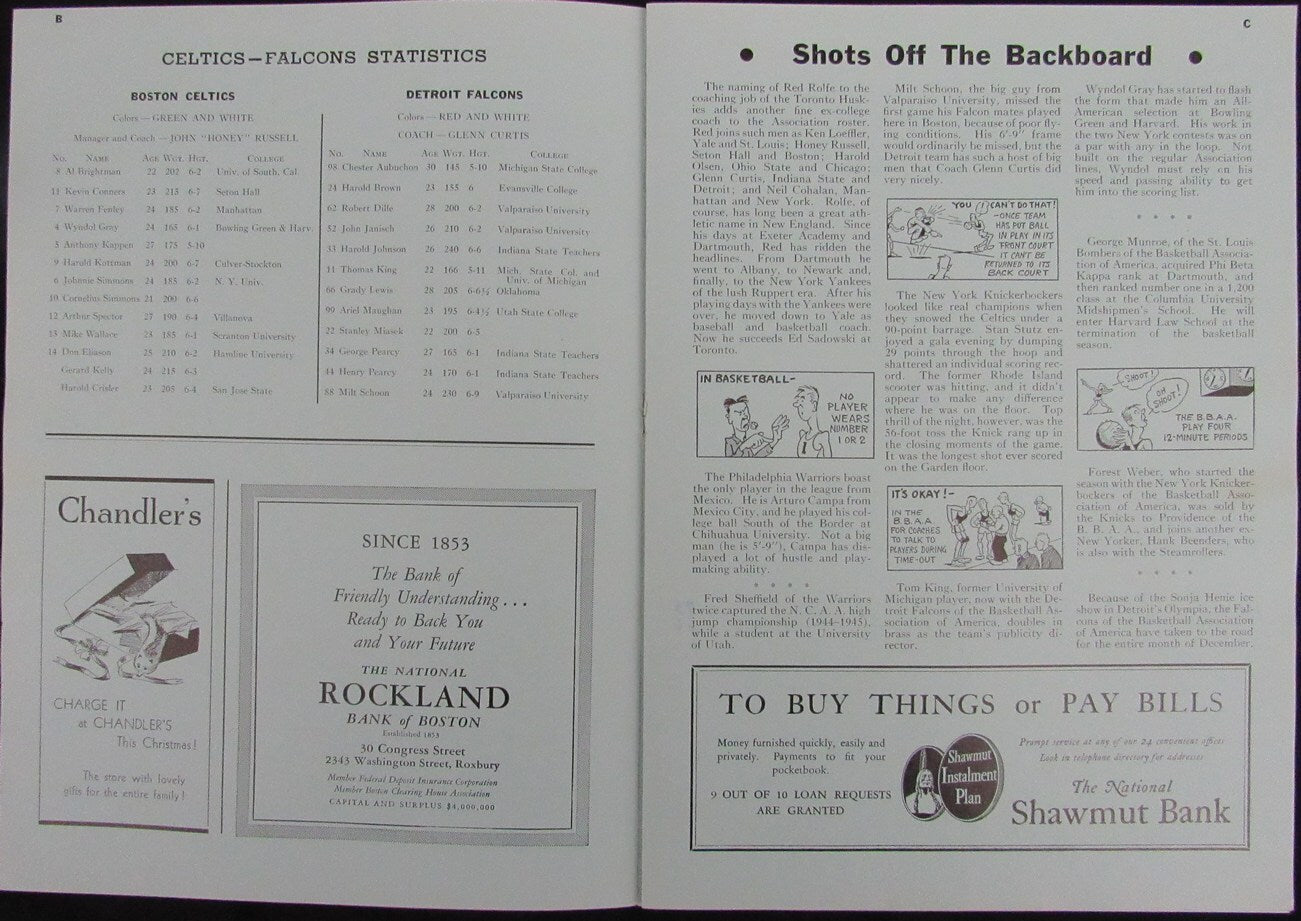 B
CELTICS—FALCONS STATISTICS
BOSTON CELTICS
Colors — GREEN AND WHITE
Manager and Coach — JOHN "HONEY" RUSSELL
No. NAME AGE WGT. HGT. COLLEGE
8 Al Brightman 22 202 6-2 Univ. of South. Cal.
11 Kevin Conners 23 215 6-7 Seton Hall
7 Warren Fenley 24 185 6-2 Manhattan
4 Wyndol Gray 24 165 6-1 Bowling Green & Harv.
5 Anthony Kappen 27 175 5-10
9 Harold Kottman 24 200 6-7 Culver-Stockton
6 Johnnie Simmons 24 185 6-2 N. Y. Univ.
10 Cornelius Simmons 21 200 6-6
12 Arthur Spector 27 190 6-4 Villanova
13 Mike Wallace 28 185 6-1 Scranton University
14 Don Eliason 25 210 6-2 Hamline University
Gerard Kelly 24 215 6-3
Harold Crisler 23 205 6-4 San Jose State
DETROIT FALCONS
Colors — RED AND WHITE
COACH — GLENN CURTIS
No. NAME AGE WGT. HGT. COLLEGE
98 Chester Aubuchon 30 145 5-10 Michigan State College
24 Harold Brown 23 155 6 Evansville College
62 Robert Dille 28 200 6-2 Valparaiso University
52 John Janisch 26 210 6-2 Valparaiso University
33 Harold Johnson 26 240 6-6 Indiana State Teachers
11 Thomas King 22 166 5-11 Mich. State Col. and
Univ. of Michigan
66 Grady Lewis 28 205 6-6½ Oklahoma
99 Ariel Maughan 23 195 6-4½ Utah State College
22 Stanley Miasek 22 200 6-5
34 George Pearcy 27 165 6-1 Indiana State Teachers
44 Henry Pearcy 24 170 6-1 Indiana State Teachers
88 Milt Schoon 24 230 6-9 Valparaiso University
Chandler's
CHARGE IT
at CHANDLER'S
This Christmas!
The store with lovely
gifts for the entire family!
SINCE 1853
The Bank of
Friendly Understanding...
Ready to Back You
and Your Future
THE NATIONAL
ROCKLAND
BANK of BOSTON
Established 1853
30 Congress Street
2343 Washington Street, Roxbury
Member Federal Deposit Insurance Corporation
Member Boston Clearing House Association
CAPITAL AND SURPLUS $4,000,000
C
• Shots Off The Backboard •
The naming of Red Rolfe to the
coaching job of the Toronto Husk-
ies adds another fine ex-college
coach to the Association roster.
Red joins such men as Ken Loeffler,
Yale and St. Louis; Honey Russell,
Seton Hall and Boston; Harold
Olsen, Ohio State and Chicago;
Glenn Curtis, Indiana State and
Detroit; and Neil Cohalan, Man-
hattan and New York. Rolfe, of
course, has long been a great ath-
letic name in New England. Since
his days at Exeter Academy and
Dartmouth, Red has ridden the
headlines. From Dartmouth he
went to Albany, to Newark and,
finally, to the New York Yankees
of the lush Ruppert era. After his
playing days with the Yankees were
over, he moved down to Yale as
baseball and basketball coach.
Now he succeeds Ed Sadowski at
Toronto.
IN BASKETBALL-
NO
PLAYER
WEARS
NUMBER
1 OR 2
The Philadelphia Warriors boast
the only player in the league from
Mexico. He is Arturo Campa from
Mexico City, and he played his col-
lege ball South of the Border at
Chihuahua University. Not a big
man (he is 5'-9"), Campa has dis-
played a lot of hustle and play-
making ability.
* * * *
Fred Sheffield of the Warriors
twice captured the N. C. A. A. high
jump championship (1944-1945),
while a student at the University
of Utah.
Milt Schoon, the big guy from
Valparaiso University, missed the
first game his Falcon mates played
here in Boston, because of poor fly-
ing conditions. His 6'-9" frame
would ordinarily be missed, but the
Detroit team has such a host of big
men that Coach Glenn Curtis did
very nicely.
YOU CAN'T DO THAT!
-ONCE TEAM
HAS PUT BALL
IN PLAY IN ITS
FRONT COURT
IT CAN'T BE
RETURNED TO ITS
BACK COURT
The New York Knickerbockers
looked like real champions when
they snowed the Celtics under a
90-point barrage. Stan Stutz en-
joyed a gala evening by dumping
29 points through the hoop and
shattered an individual scoring rec-
ord. The former Rhode Island
scooter was hitting, and it didn't
appear to make any difference
where he was on the floor. Top
thrill of the night, however, was the
56-foot toss the Knick rang up in
the closing moments of the game.
It was the longest shot ever scored
on the Garden floor.
IT'S OKAY!-
IN THE
B.B.A.A.
FOR COACHES
TO TALK TO
PLAYERS DURING
TIME-OUT
Tom King, former University of
Michigan player, now with the De-
troit Falcons of the Basketball As-
sociation of America, doubles in
brass as the team's publicity di-
rector.
Wyndol Gray has started to flash
the form that made him an All-
American selection at Bowling
Green and Harvard. His work in
the two New York contests was on
a par with any in the loop. Not
built on the regular Association
lines, Wyndol must rely on his
speed and passing ability to get
him into the scoring list.
* * * *
George Munroe, of the St. Louis
Bombers of the Basketball Associa-
tion of America, acquired Phi Beta
Kappa rank at Dartmouth, and
then ranked number one in a 1,200
class at the Columbia University
Midshipmen's School. He will
enter Harvard Law School at the
termination of the basketball
season.
SHOOT!
OH SHOOT!
THE B.B.A.A.
PLAY FOUR
12-MINUTE PERIODS
Forest Weber, who started the
season with the New York Knicker-
bockers of the Basketball Asso-
ciation of America, was sold by
the Knicks to Providence of the
B. B. A. A. and joins another ex-
New Yorker, Hank Beenders, who
is also with the Steamrollers.
* * * *
Because of the Sonja Henie ice
show in Detroit's Olympia, the Fal-
cons of the Basketball Association
of America have taken to the road
for the entire month of December.
TO BUY THINGS or PAY BILLS
Money furnished quickly, easily and
privately. Payments to fit your
pocketbook.
9 OUT OF 10 LOAN REQUESTS
ARE GRANTED
Shawmut
Instalment
Plan
Prompt service at any of our 24 convenient offices
Look in telephone directory for addresses
The National
Shawmut Bank